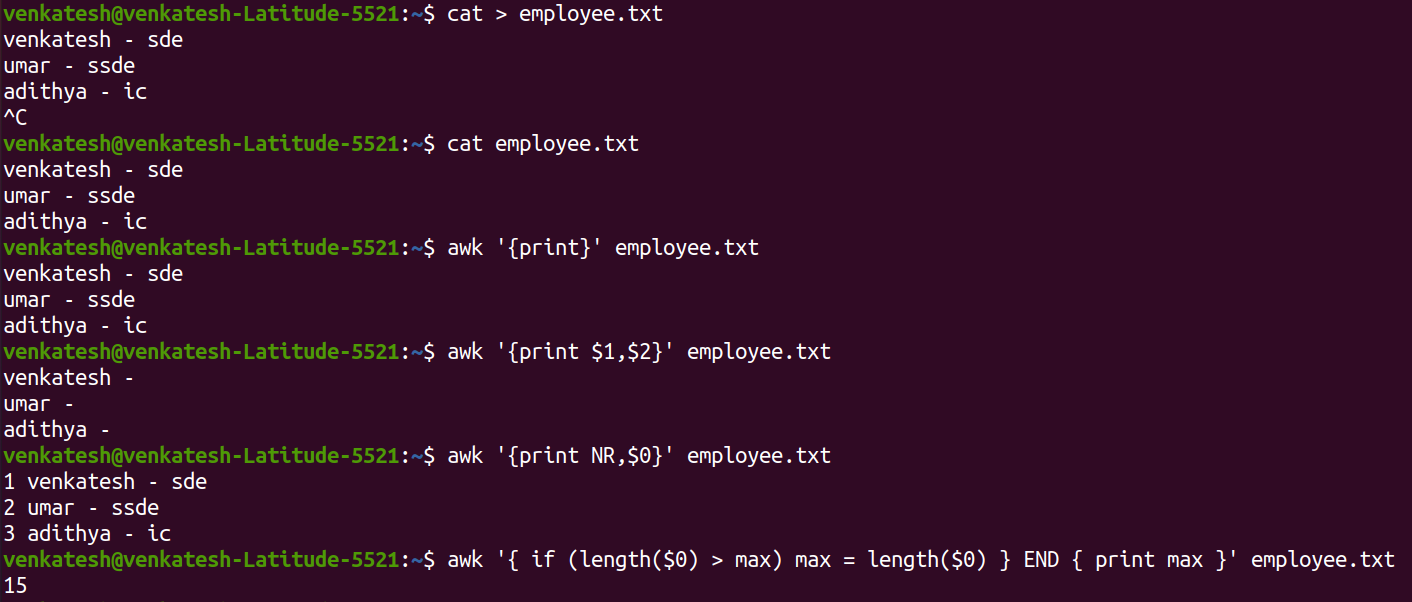 venkatesh@venkatesh-Latitude-5521:~$ cat > employee.txt
venkatesh - sde
umar - ssde
adithya - ic
^C
venkatesh@venkatesh-Latitude-5521:~$ cat employee.txt
venkatesh - sde
umar - ssde
adithya - ic
venkatesh@venkatesh-Latitude-5521:~$ awk '{print}' employee.txt
venkatesh - sde
umar - ssde
adithya - ic
venkatesh@venkatesh-Latitude-5521:~$ awk '{print $1,$2}' employee.txt
venkatesh -
umar -
adithya -
venkatesh@venkatesh-Latitude-5521:~$ awk '{print NR,$0}' employee.txt
1 venkatesh - sde
2 umar - ssde
3 adithya - ic
venkatesh@venkatesh-Latitude-5521:~$ awk '{ if (length($0) > max) max = length($0) } END { print max }' employee.txt
15